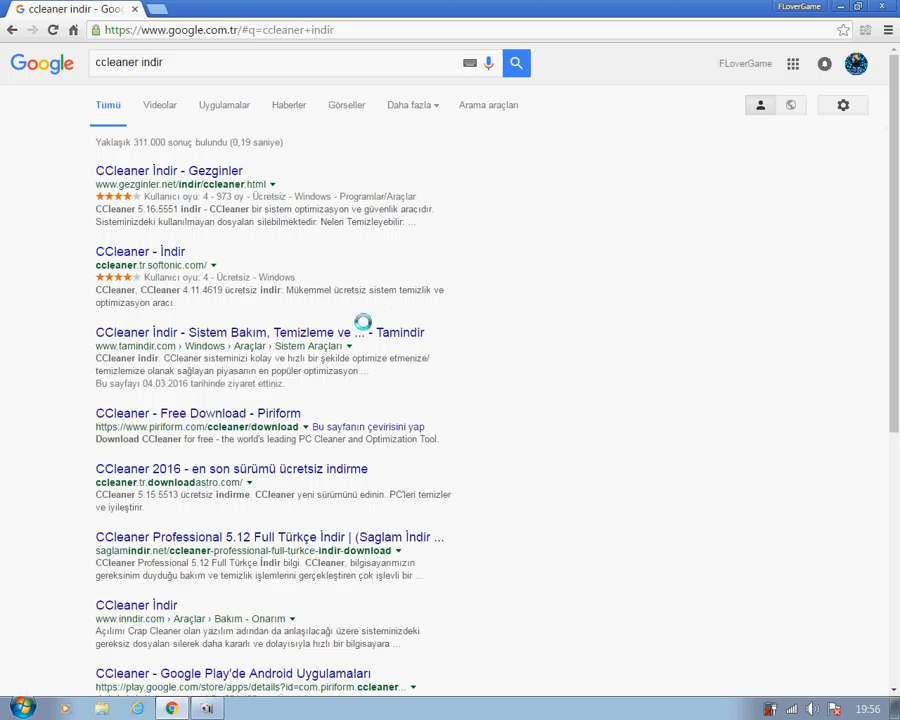 ccleaner indir - Goo
FLoverGame
https://www.google.com.tr/#q=ccleaner+indir
Google
ccleaner indir
FLoverGame
Tümü
Videolar
Uygulamalar
Haberler
Görseller
Daha fazla
Arama araçları
Yaklaşık 311.000 sonuç bulundu (0,19 saniye)
CCleaner İndir - Gezginler
www.gezginler.net/indir/ccleaner.html
Kullanıcı oyu: 4 - 973 oy - Ücretsiz - Windows - Programlar/Araçlar
CCleaner 5.16.5551 indir - CCleaner bir sistem optimizasyon ve güvenlik aracıdır.
Sisteminizdeki kullanılmayan dosyaları silebilmektedir. Neleri Temizleyebilir: ...
CCleaner - İndir
ccleaner.tr.softonic.com/
Kullanıcı oyu: 4 - Ücretsiz - Windows
CCleaner, CCleaner 4.11.4619 ücretsiz indir: Mükemmel ücretsiz sistem temizlik ve
optimizasyon aracı.
CCleaner İndir - Sistem Bakım, Temizleme ve ... - Tamindir
www.tamindir.com › Windows › Araçlar › Sistem Araçları
CCleaner indir. CCleaner sisteminizi kolay ve hızlı bir şekilde optimize etmenize/
temizlemize olanak sağlayan piyasanın en popüler optimizasyon ...
Bu sayfayı 04.03.2016 tarihinde ziyaret ettiniz.
CCleaner - Free Download - Piriform
https://www.piriform.com/ccleaner/download Bu sayfanın çevirisini yap
Download CCleaner for free - the world's leading PC Cleaner and Optimization Tool.
CCleaner 2016 - en son sürümü ücretsiz indirme
ccleaner.tr.downloadastro.com/
CCleaner 5.15.5513 ücretsiz indirme. CCleaner yeni sürümünü edinin. PC'leri temizler
ve iyileştirir.
CCleaner Professional 5.12 Full Türkçe İndir | (Saglam İndir ...
saglamindir.net/ccleaner-professional-full-turkce-indir-download
CCleaner Professional 5.12 Full Türkçe İndir bilgi. CCleaner, bilgisayarımızın
gereksinim duyduğu bakım ve temizlik işlemlerini gerçekleştiren çok işlevli bir ...
CCleaner İndir
www.inndir.com › Araçlar › Bakım - Onarım
Açılımı Crap Cleaner olan yazılım adından da anlaşılacağı üzere sisteminizdeki
gereksiz dosyaları silerek daha kararlı ve dolayısıyla hızlı bir bilgisayara ...
CCleaner - Google Play'de Android Uygulamaları
https://play.google.com/store/apps/details?id=com.piriform.ccleaner...
19:56